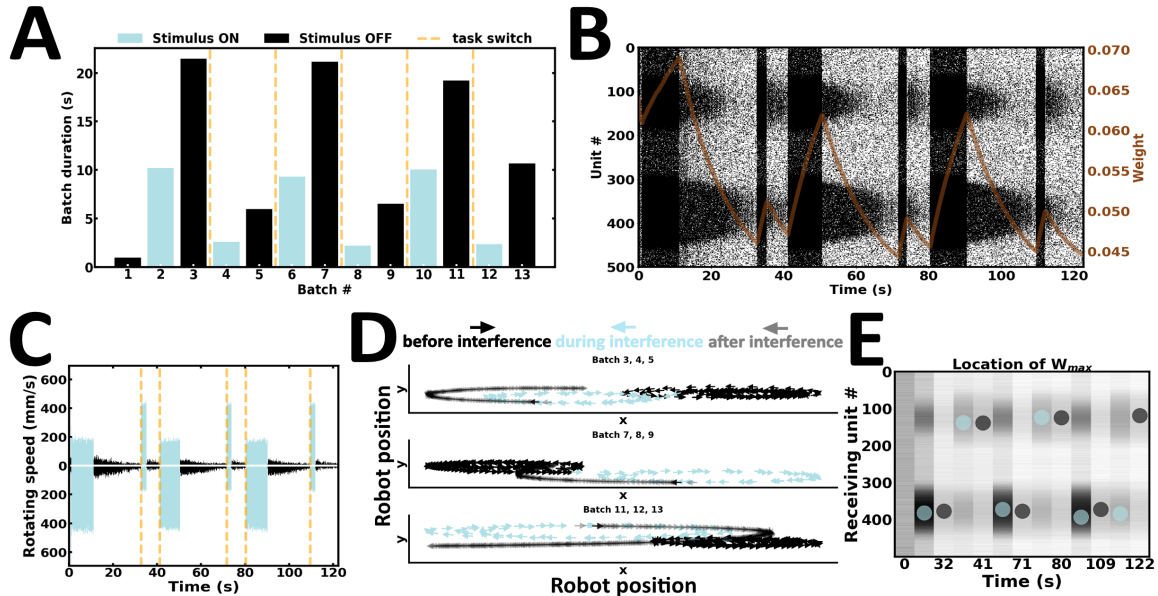 A
Stimulus ON
Stimulus OFF
task switch
Batch duration (s)
20
15
10
5
0
1 2 3 4 5 6 7 8 9 10 11 12 13
Batch #
B
Unit #
0
100
200
300
400
500
0 20 40 60 80 100 120
Time (s)
0.070
0.065
0.060
0.055
0.050
0.045
Weight
C
Rotating speed (mm/s)
600
400
200
0
200
400
600
0 20 40 60 80 100 120
Time (s)
D
before interference during interference after interference
Batch 3, 4, 5
y
x
Batch 7, 8, 9
y
x
Batch 11, 12, 13
y
x
Robot position
Robot position
E
Location of Wmax
Receiving unit #
0
100
200
300
400
0 32 41 71 80 109 122
Time (s)